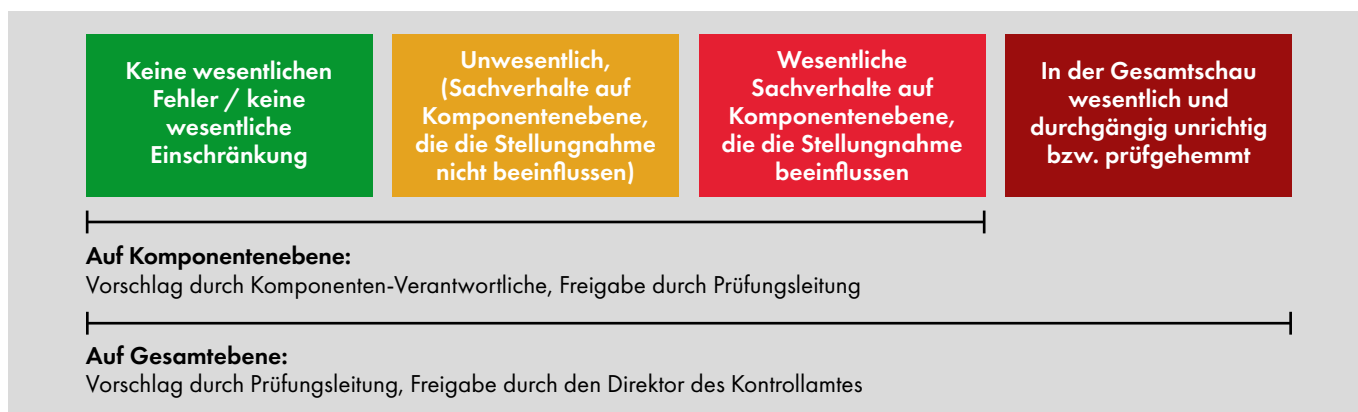 Keine wesentlichen
Fehler / keine
wesentliche
Einschränkung
Unwesentlich,
(Sachverhalte auf
Komponentenebene,
die die Stellungnahme
nicht beeinflussen)
Wesentliche
Sachverhalte auf
Komponentenebene,
die die Stellungnahme
beeinflussen
In der Gesamtschau
wesentlich und
durchgängig unrichtig
bzw. prüfgehemmt
Auf Komponentenebene:
Vorschlag durch Komponenten-Verantwortliche, Freigabe durch Prüfungsleitung
Auf Gesamtebene:
Vorschlag durch Prüfungsleitung, Freigabe durch den Direktor des Kontrollamtes